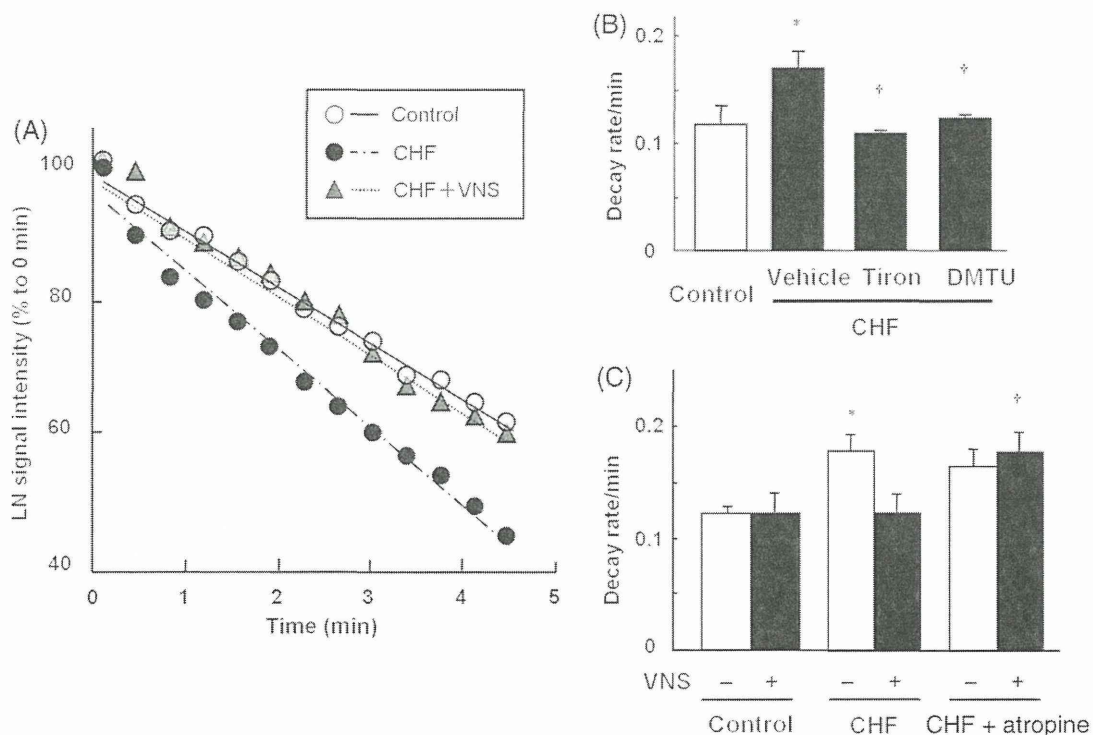 (A)
Control
CHF
CHF+VNS
LN signal intensity (% to 0 min)
100
80
60
40
0
1
2
3
4
5
Time (min)
(B)
Decay rate/min
0.2
0.1
0
*
†
†
Control
Vehicle
Tiron
DMTU
CHF
(C)
Decay rate/min
0.2
0.1
0
*
†
VNS
−
+
−
+
−
+
Control
CHF
CHF + atropine